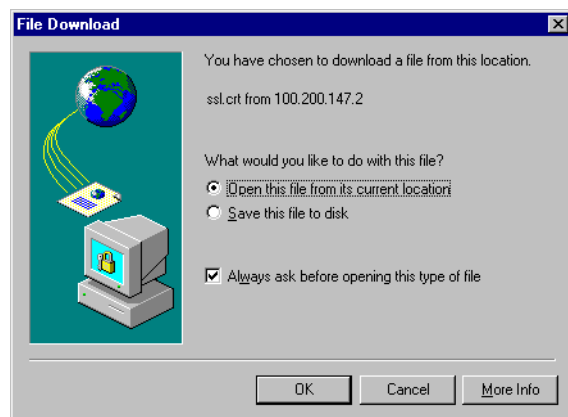 File Download
You have chosen to download a file from this location.
ssl.crt from 100.200.147.2
What would you like to do with this file?
Open this file from its current location
Save this file to disk
Always ask before opening this type of file
OK
Cancel
More Info